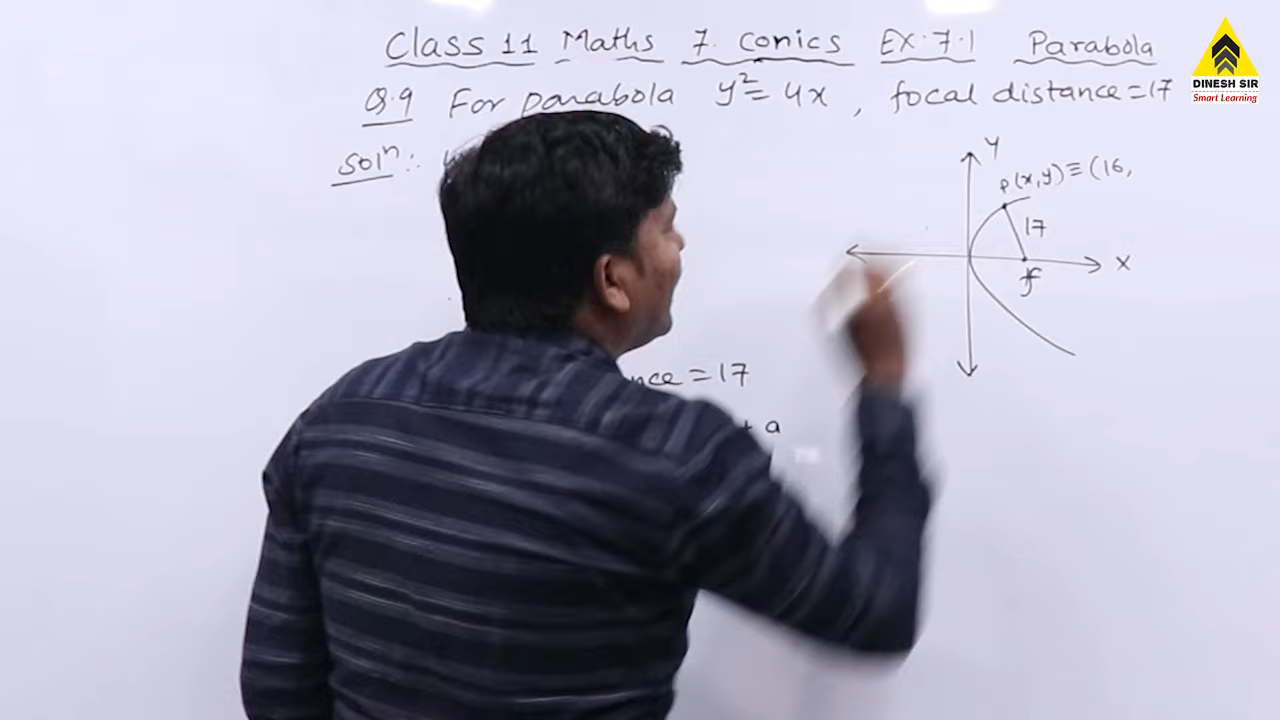 Class 11 Maths 7. Conics EX. 7.1 Parabola
Q.9 For parabola y²= 4x , focal distance = 17
Solⁿ:
Y
P(x,y) ≡ (16,
17
X
f
= 17
+ a
DINESH SIR
Smart Learning